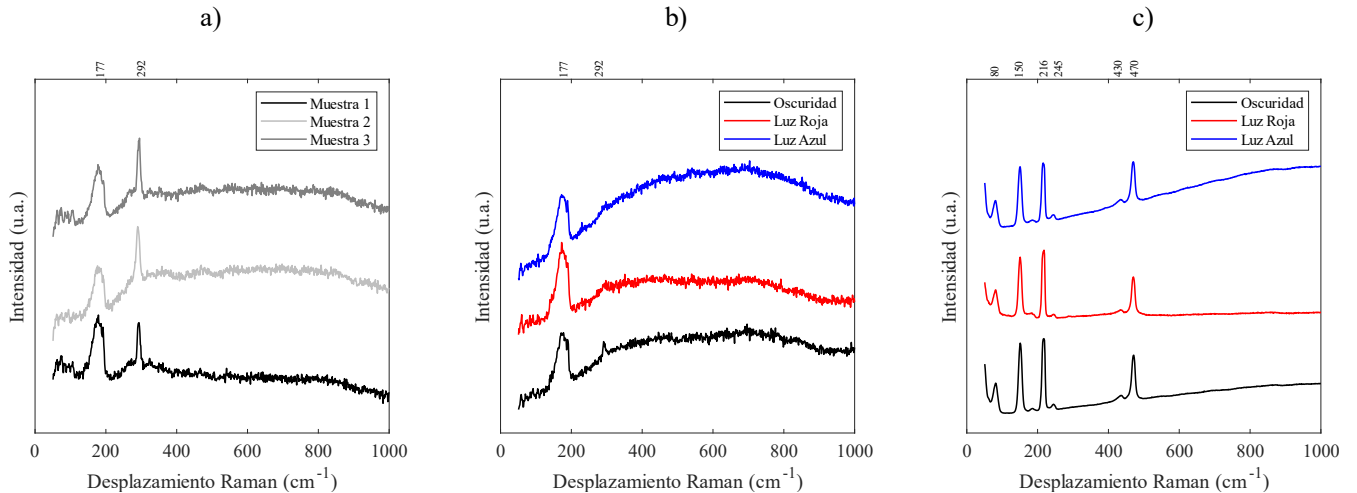 a)
177
292
Muestra 1
Muestra 2
Muestra 3
Intensidad (u.a.)
0
200
400
600
800
1000
Desplazamiento Raman (cm⁻¹)
b)
177
292
Oscuridad
Luz Roja
Luz Azul
Intensidad (u.a.)
0
200
400
600
800
1000
Desplazamiento Raman (cm⁻¹)
c)
80
150
216
245
430
470
Oscuridad
Luz Roja
Luz Azul
Intensidad (u.a.)
0
200
400
600
800
1000
Desplazamiento Raman (cm⁻¹)